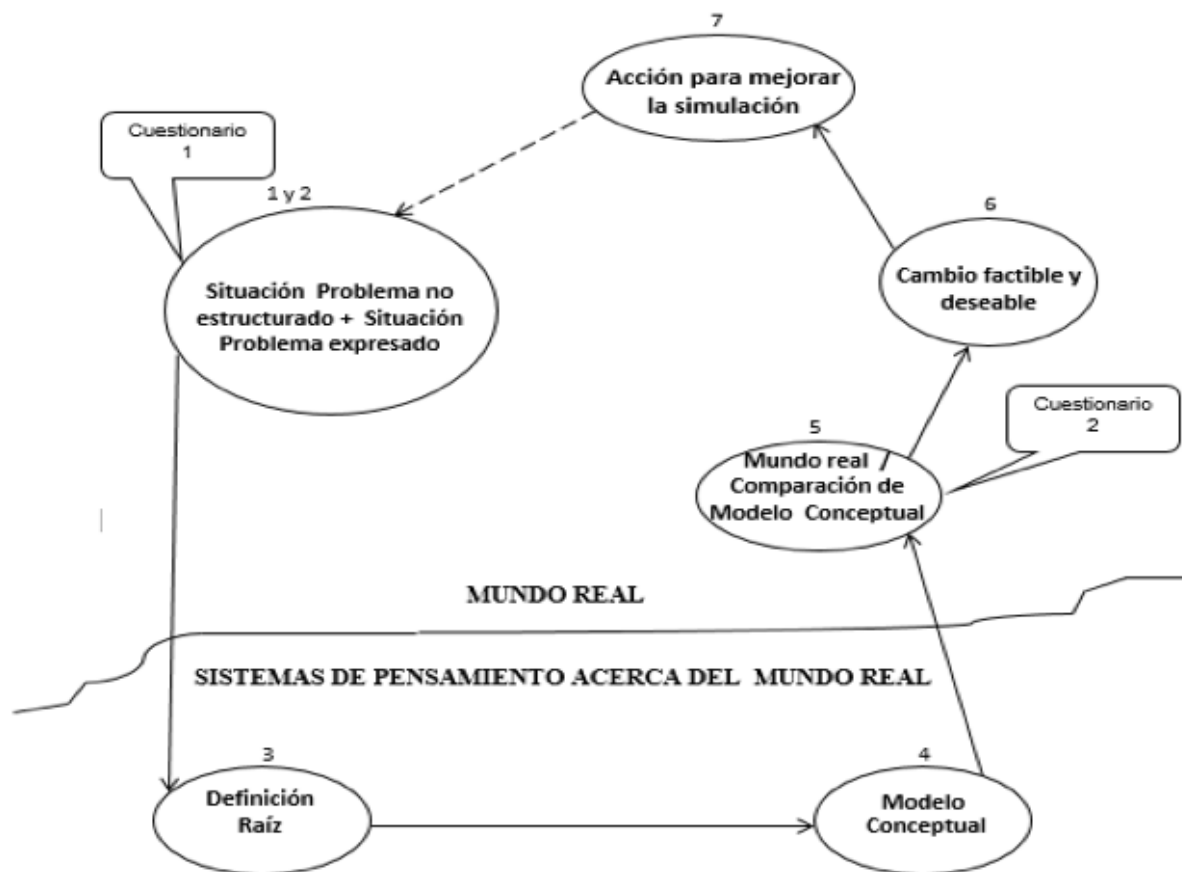 7
Acción para mejorar
la simulación
Cuestionario
1
1 y 2
Situación Problema no
estructurado + Situación
Problema expresado
6
Cambio factible y
deseable
Cuestionario
2
5
Mundo real /
Comparación de
Modelo Conceptual
MUNDO REAL
SISTEMAS DE PENSAMIENTO ACERCA DEL MUNDO REAL
3
Definición
Raíz
4
Modelo
Conceptual